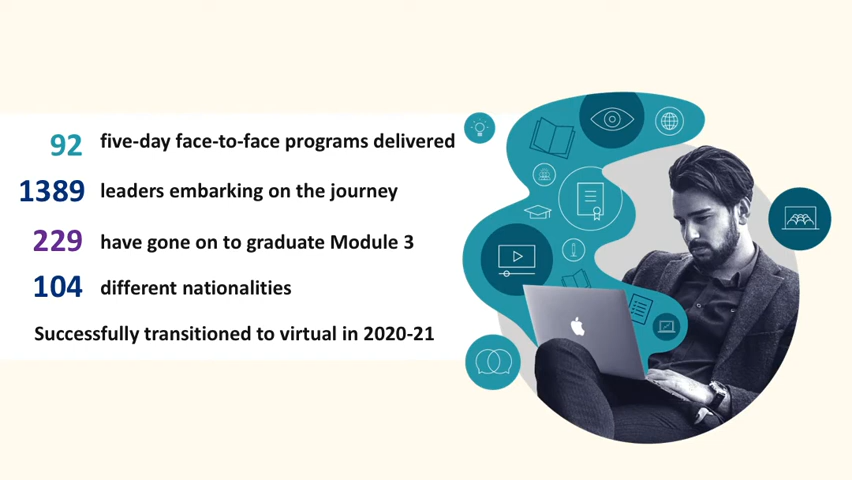 92 five-day face-to-face programs delivered
1389 leaders embarking on the journey
229 have gone on to graduate Module 3
104 different nationalities
Successfully transitioned to virtual in 2020-21